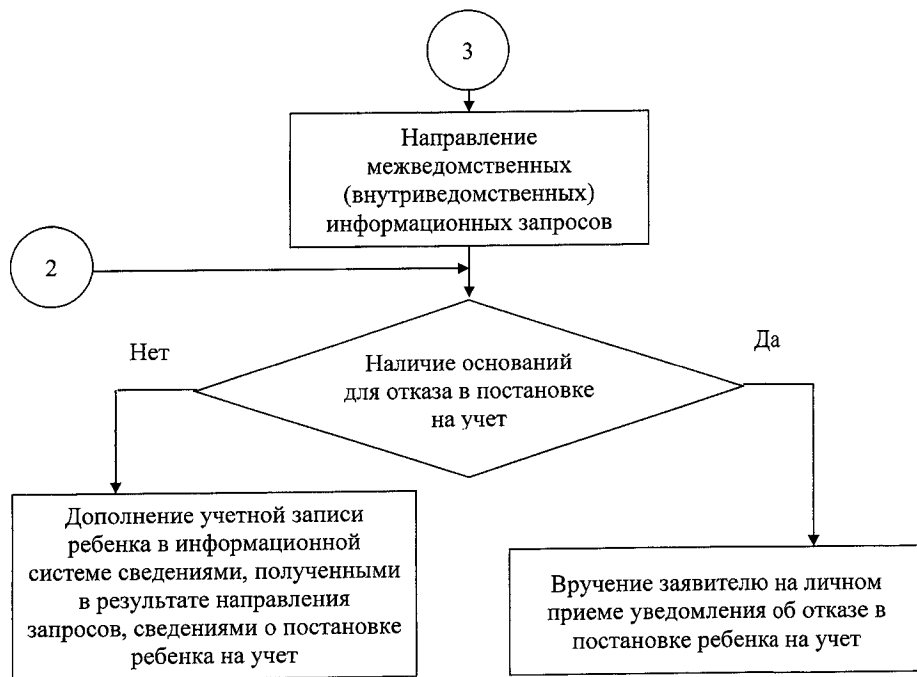 3
Направление
межведомственных
(внутриведомственных)
информационных запросов
2
Нет
Да
Наличие оснований
для отказа в постановке
на учет
Дополнение учетной записи
ребенка в информационной
системе сведениями, полученными
в результате направления
запросов, сведениями о постановке
ребенка на учет
Вручение заявителю на личном
приеме уведомления об отказе в
постановке ребенка на учет